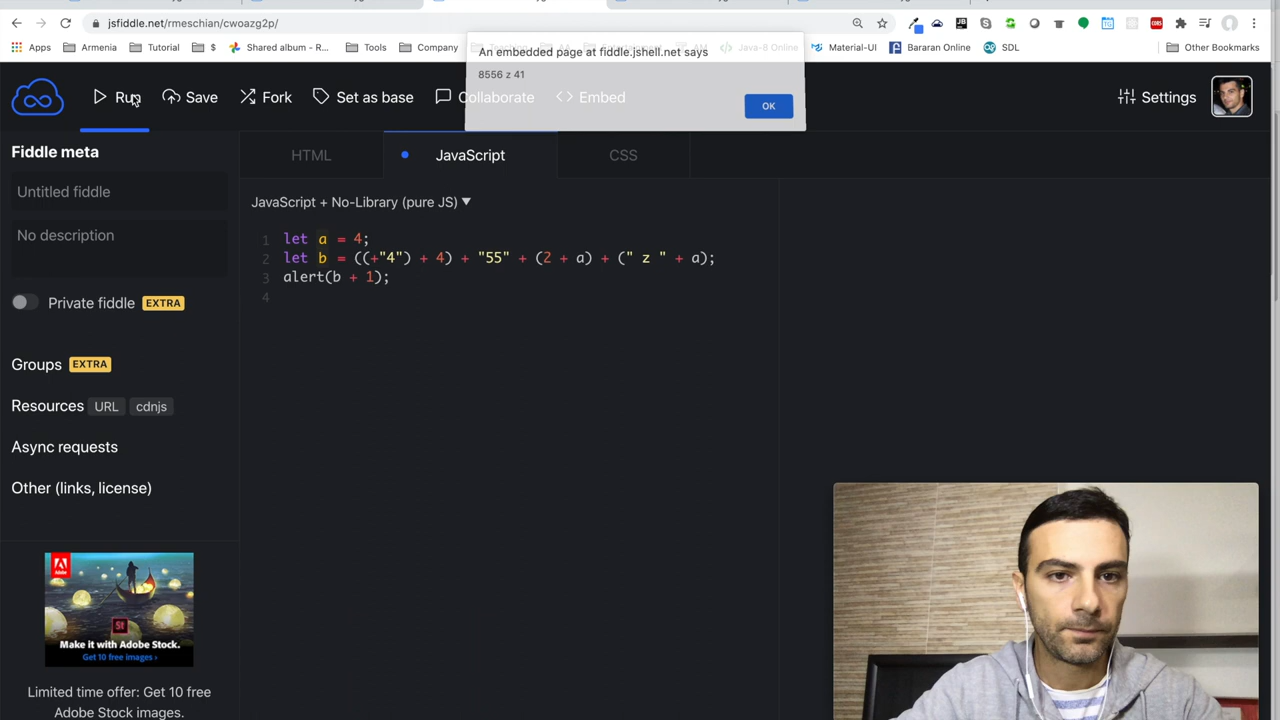 jsfiddle.net/rmeschian/cwoazg2p/
Apps Armenia Tutorial $ Shared album - R... Tools Company Java-8 Online Material-UI Bararan Online SDL Other Bookmarks
An embedded page at fiddle.jshell.net says
8556 z 41
OK
Run Save Fork Set as base Collaborate Embed Settings
Fiddle meta
Untitled fiddle
No description
Private fiddle EXTRA
Groups EXTRA
Resources URL cdnjs
Async requests
Other (links, license)
HTML JavaScript CSS
JavaScript + No-Library (pure JS) ▼
1 let a = 4;
2 let b = ((+"4") + 4) + "55" + (2 + a) + (" z " + a);
3 alert(b + 1);
4
St
Make it with Adobe Stock.
Get 10 free images ›
Limited time offer: Get 10 free
Adobe Stock images.